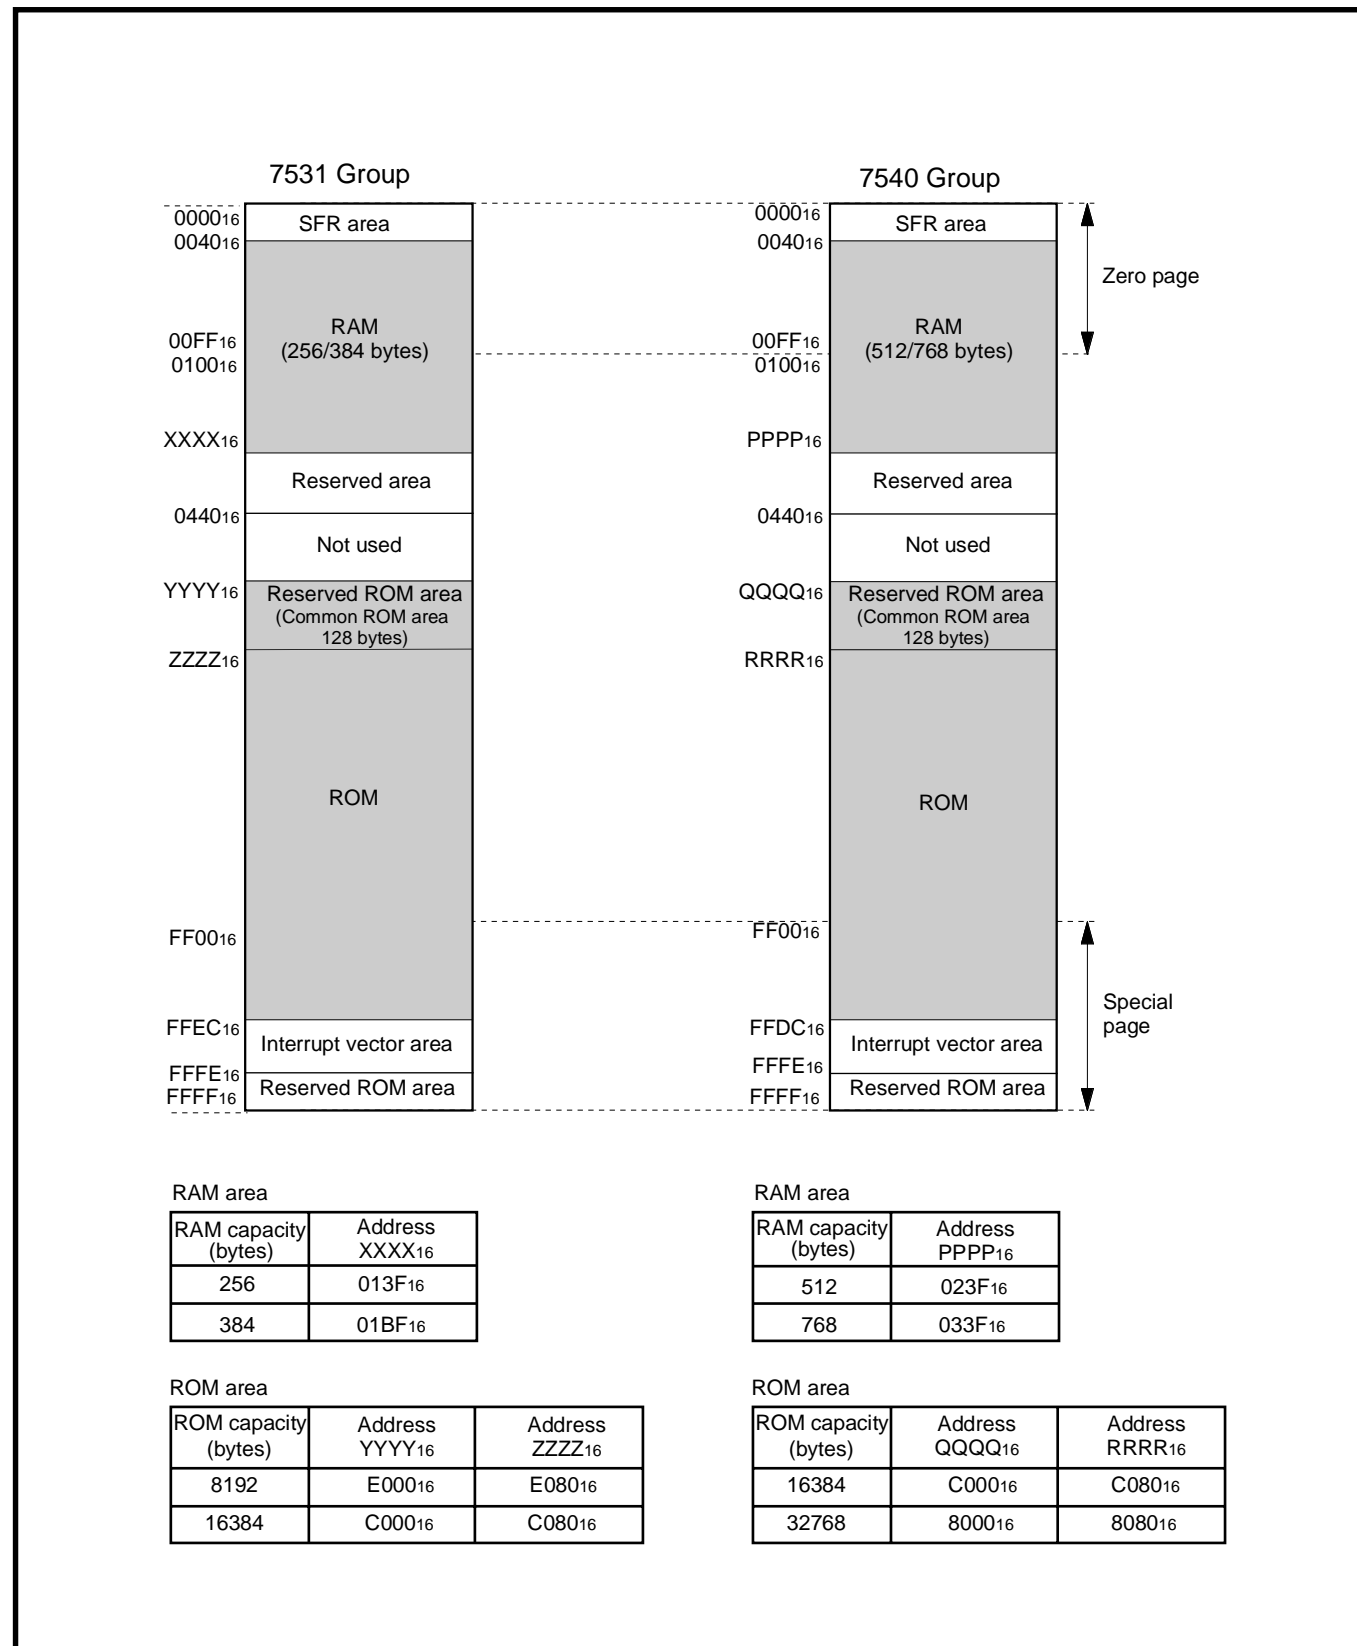 7531 Group
000016
SFR area
004016
RAM
(256/384 bytes)
00FF16
010016
XXXX16
Reserved area
044016
Not used
YYYY16
Reserved ROM area
(Common ROM area
128 bytes)
ZZZZ16
ROM
FF0016
FFEC16
Interrupt vector area
FFFE16
Reserved ROM area
FFFF16
7540 Group
000016
SFR area
004016
Zero page
RAM
(512/768 bytes)
00FF16
010016
PPPP16
Reserved area
044016
Not used
QQQQ16
Reserved ROM area
(Common ROM area
128 bytes)
RRRR16
ROM
FF0016
Special
page
FFDC16
Interrupt vector area
FFFE16
Reserved ROM area
FFFF16
RAM area
RAM capacity (bytes) Address XXXX16
256 013F16
384 01BF16
RAM area
RAM capacity (bytes) Address PPPP16
512 023F16
768 033F16
ROM area
ROM capacity (bytes) Address YYYY16 Address ZZZZ16
8192 E00016 E08016
16384 C00016 C08016
ROM area
ROM capacity (bytes) Address QQQQ16 Address RRRR16
16384 C00016 C08016
32768 800016 808016